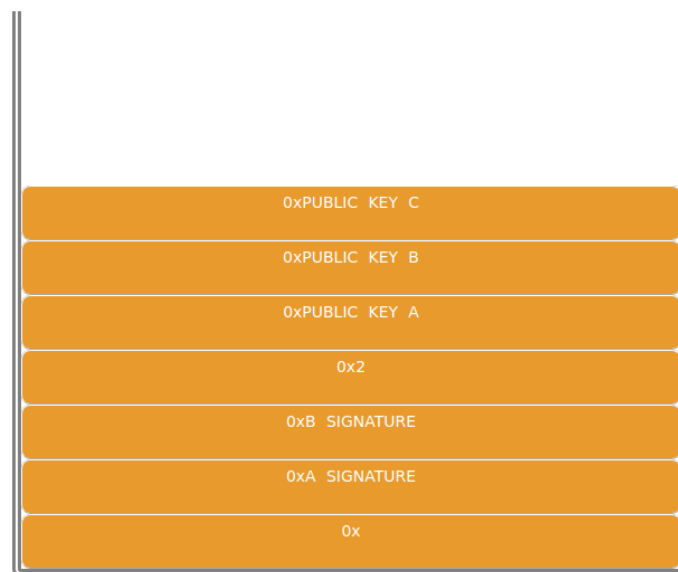 0xPUBLIC KEY C
0xPUBLIC KEY B
0xPUBLIC KEY A
0x2
0xB SIGNATURE
0xA SIGNATURE
0x